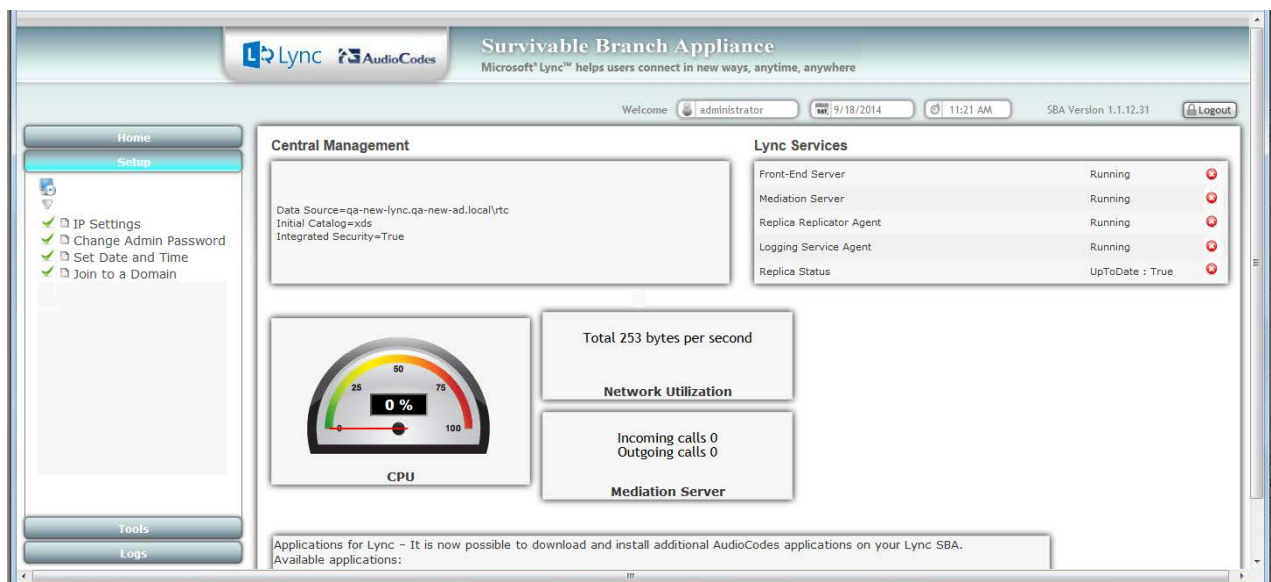 Lync AudioCodes
Survivable Branch Appliance
Microsoft® Lync™ helps users connect in new ways, anytime, anywhere
Welcome administrator 9/18/2014 11:21 AM SBA Version 1.1.12.31 Logout
Home
Setup
IP Settings
Change Admin Password
Set Date and Time
Join to a Domain
Tools
Logs
Central Management
Data Source=qa-new-lync.qa-new-ad.local\rtc
Initial Catalog=xds
Integrated Security=True
Lync Services
Front-End Server Running
Mediation Server Running
Replica Replicator Agent Running
Logging Service Agent Running
Replica Status UpToDate : True
0 25 50 75 100
0 %
CPU
Total 253 bytes per second
Network Utilization
Incoming calls 0
Outgoing calls 0
Mediation Server
Applications for Lync – It is now possible to download and install additional AudioCodes applications on your Lync SBA.
Available applications: